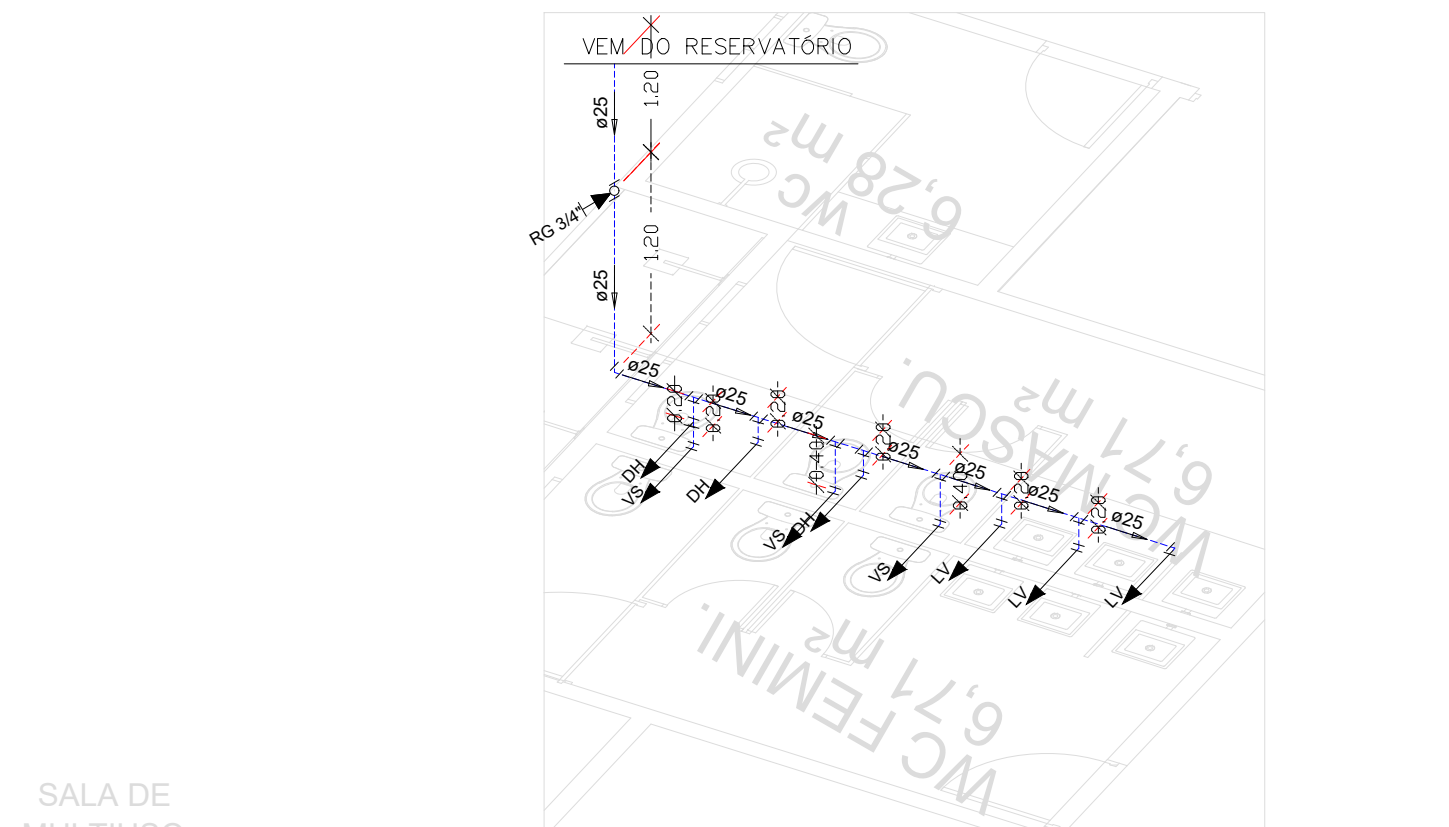 VEM DO RESERVATÓRIO
1,20
ø25
6,28 m²
WC
RG 3/4"
1,20
ø25
ø25
ø25
ø25
ø25
ø25
ø25
ø25
0,20
0,20
0,20
0,40
0,20
0,40
0,20
0,20
WC MASCU.
6,71 m²
DH
VS
DH
VS
DH
VS
LV
LV
LV
WC FEMINI.
6,71 m²
SALA DE
MULTIUSO